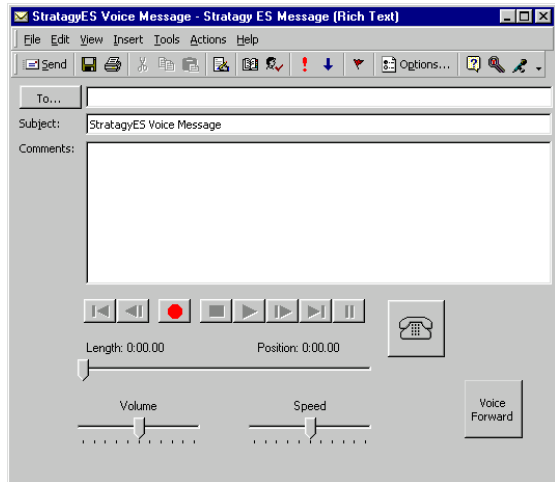 StratagyES Voice Message - Stratagy ES Message (Rich Text)
File Edit View Insert Tools Actions Help
Send Options...
To...
Subject: StratagyES Voice Message
Comments:
Length: 0:00.00 Position: 0:00.00
Volume Speed
Voice
Forward